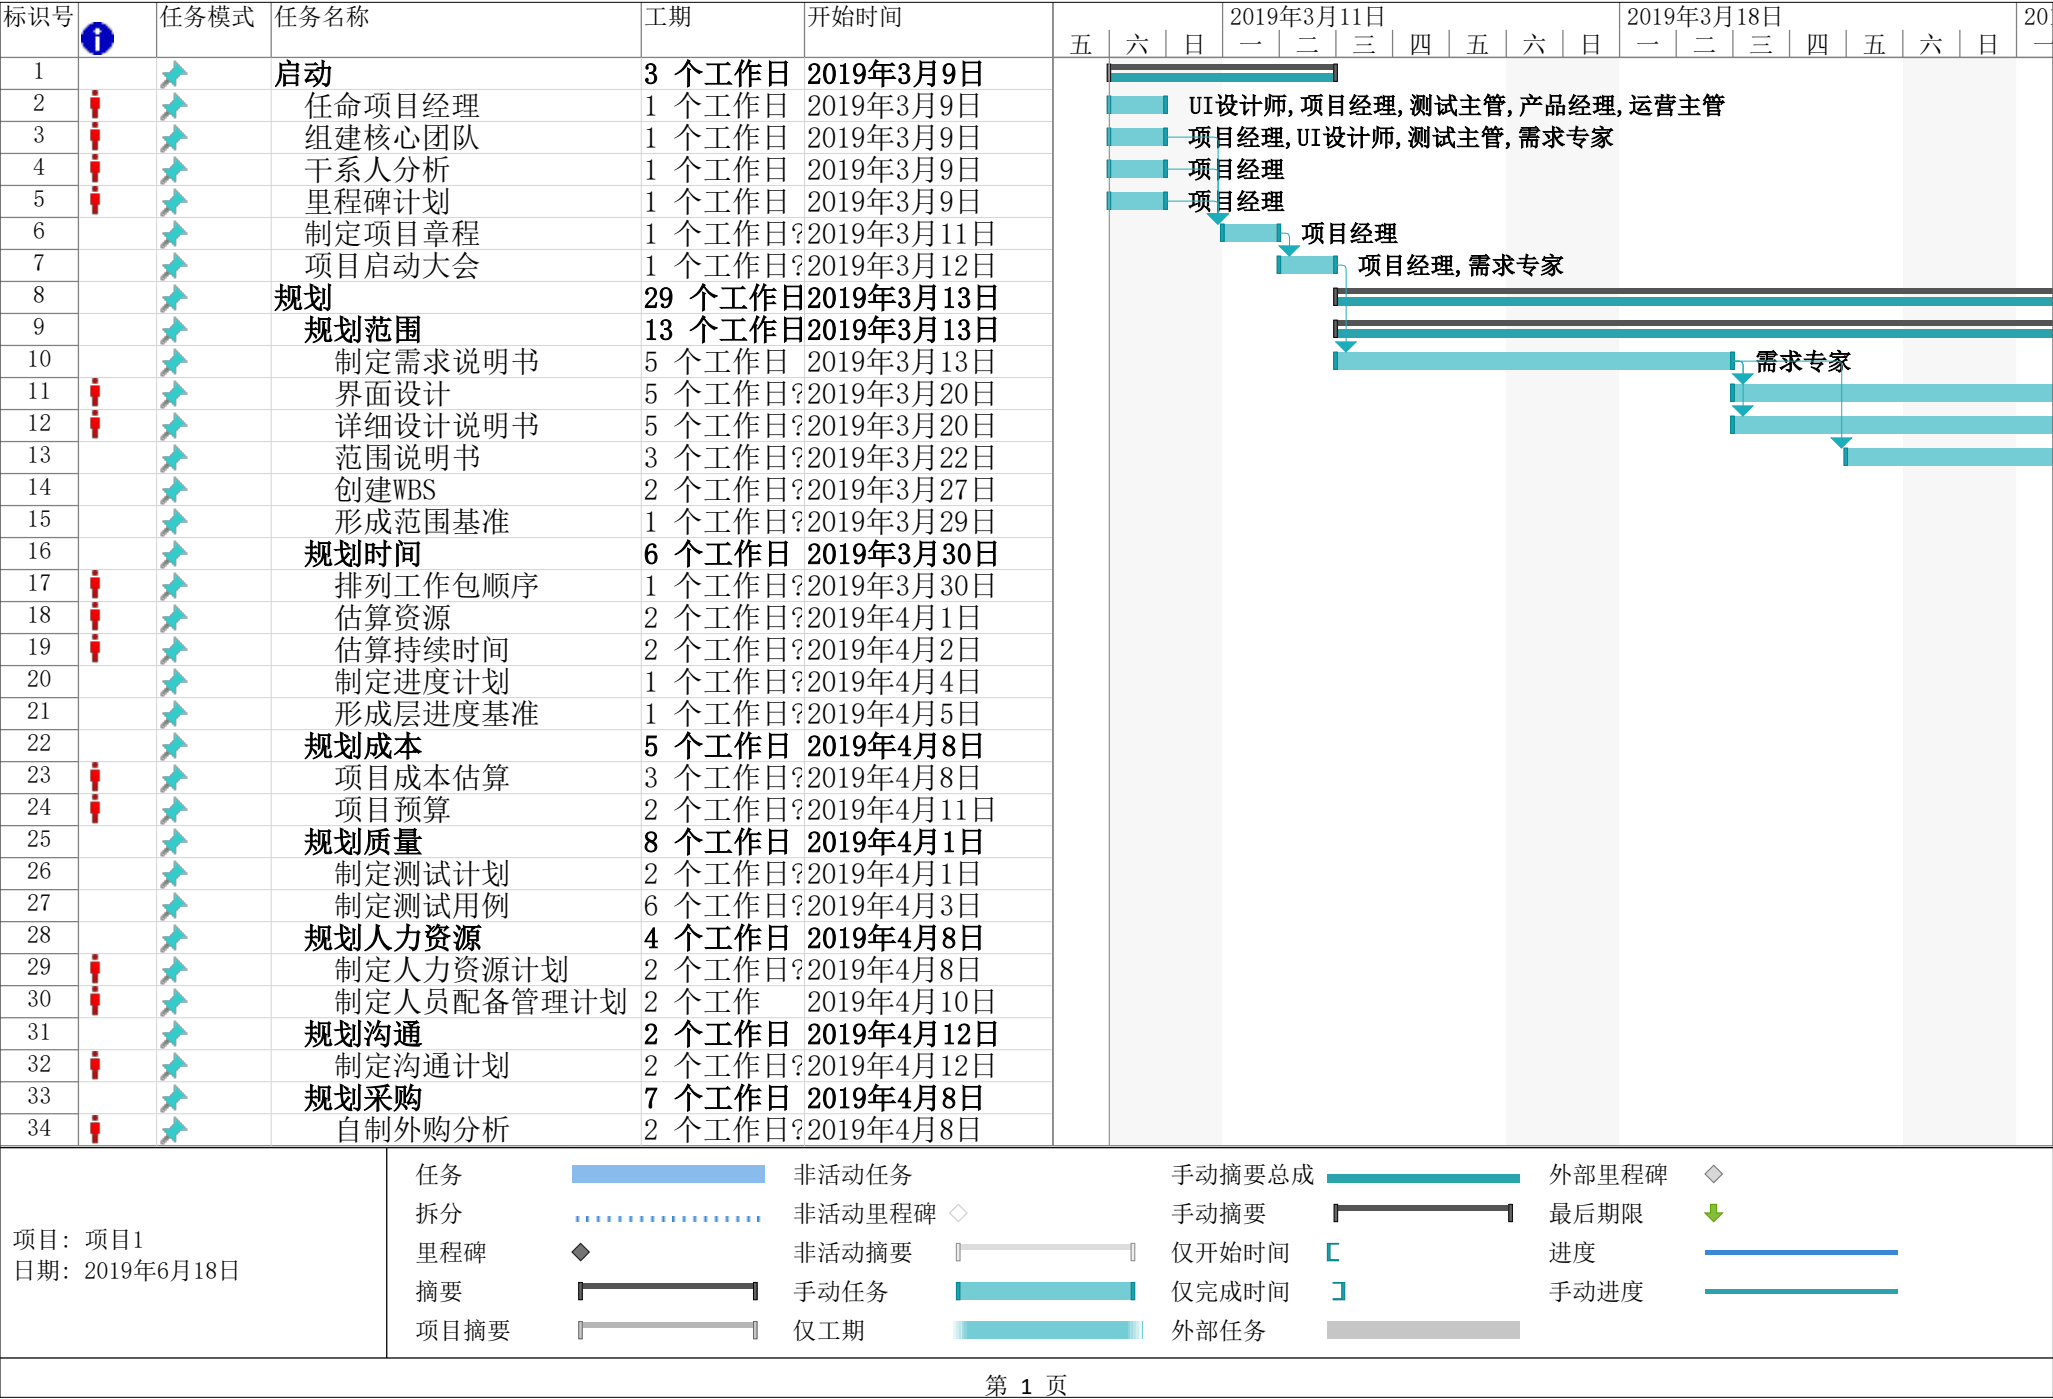 标识号 任务模式 任务名称 工期 开始时间 2019年3月11日 2019年3月18日 20
五 六 日 一 二 三 四 五 六 日 一 二 三 四 五 六 日 一
1 启动 3 个工作日 2019年3月9日
2 任命项目经理 1 个工作日 2019年3月9日 UI设计师,项目经理,测试主管,产品经理,运营主管
3 组建核心团队 1 个工作日 2019年3月9日 项目经理,UI设计师,测试主管,需求专家
4 干系人分析 1 个工作日 2019年3月9日 项目经理
5 里程碑计划 1 个工作日 2019年3月9日 项目经理
6 制定项目章程 1 个工作日? 2019年3月11日 项目经理
7 项目启动大会 1 个工作日? 2019年3月12日 项目经理,需求专家
8 规划 29 个工作日 2019年3月13日
9 规划范围 13 个工作日 2019年3月13日
10 制定需求说明书 5 个工作日 2019年3月13日 需求专家
11 界面设计 5 个工作日? 2019年3月20日
12 详细设计说明书 5 个工作日? 2019年3月20日
13 范围说明书 3 个工作日? 2019年3月22日
14 创建WBS 2 个工作日? 2019年3月27日
15 形成范围基准 1 个工作日? 2019年3月29日
16 规划时间 6 个工作日 2019年3月30日
17 排列工作包顺序 1 个工作日? 2019年3月30日
18 估算资源 2 个工作日? 2019年4月1日
19 估算持续时间 2 个工作日? 2019年4月2日
20 制定进度计划 1 个工作日? 2019年4月4日
21 形成层进度基准 1 个工作日? 2019年4月5日
22 规划成本 5 个工作日 2019年4月8日
23 项目成本估算 3 个工作日? 2019年4月8日
24 项目预算 2 个工作日? 2019年4月11日
25 规划质量 8 个工作日 2019年4月1日
26 制定测试计划 2 个工作日? 2019年4月1日
27 制定测试用例 6 个工作日? 2019年4月3日
28 规划人力资源 4 个工作日 2019年4月8日
29 制定人力资源计划 2 个工作日? 2019年4月8日
30 制定人员配备管理计划 2 个工作 2019年4月10日
31 规划沟通 2 个工作日 2019年4月12日
32 制定沟通计划 2 个工作日? 2019年4月12日
33 规划采购 7 个工作日 2019年4月8日
34 自制外购分析 2 个工作日? 2019年4月8日
项目: 项目1
日期: 2019年6月18日
任务 非活动任务 手动摘要总成 外部里程碑
拆分 非活动里程碑 手动摘要 最后期限
里程碑 非活动摘要 仅开始时间 进度
摘要 手动任务 仅完成时间 手动进度
项目摘要 仅工期 外部任务
第 1 页